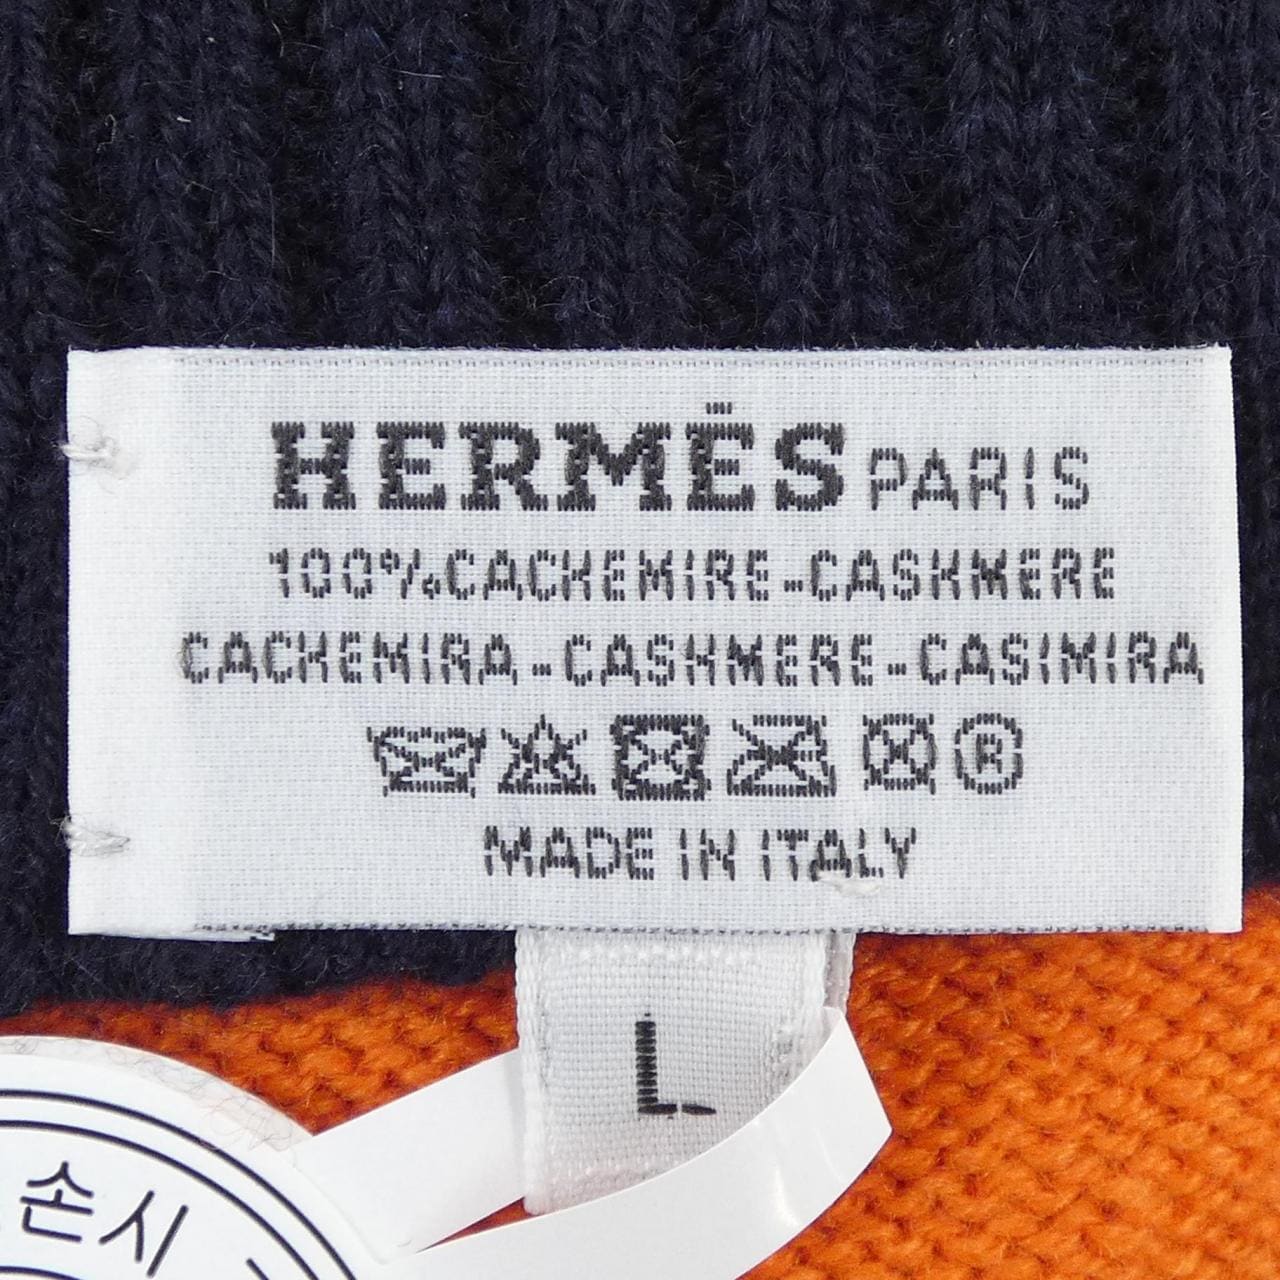 HERMÈS PARIS
100%CACHEMIRE-CASHMERE
CACHEMIRA-CASHMERE-CASIMIRA
MADE IN ITALY
L
손시